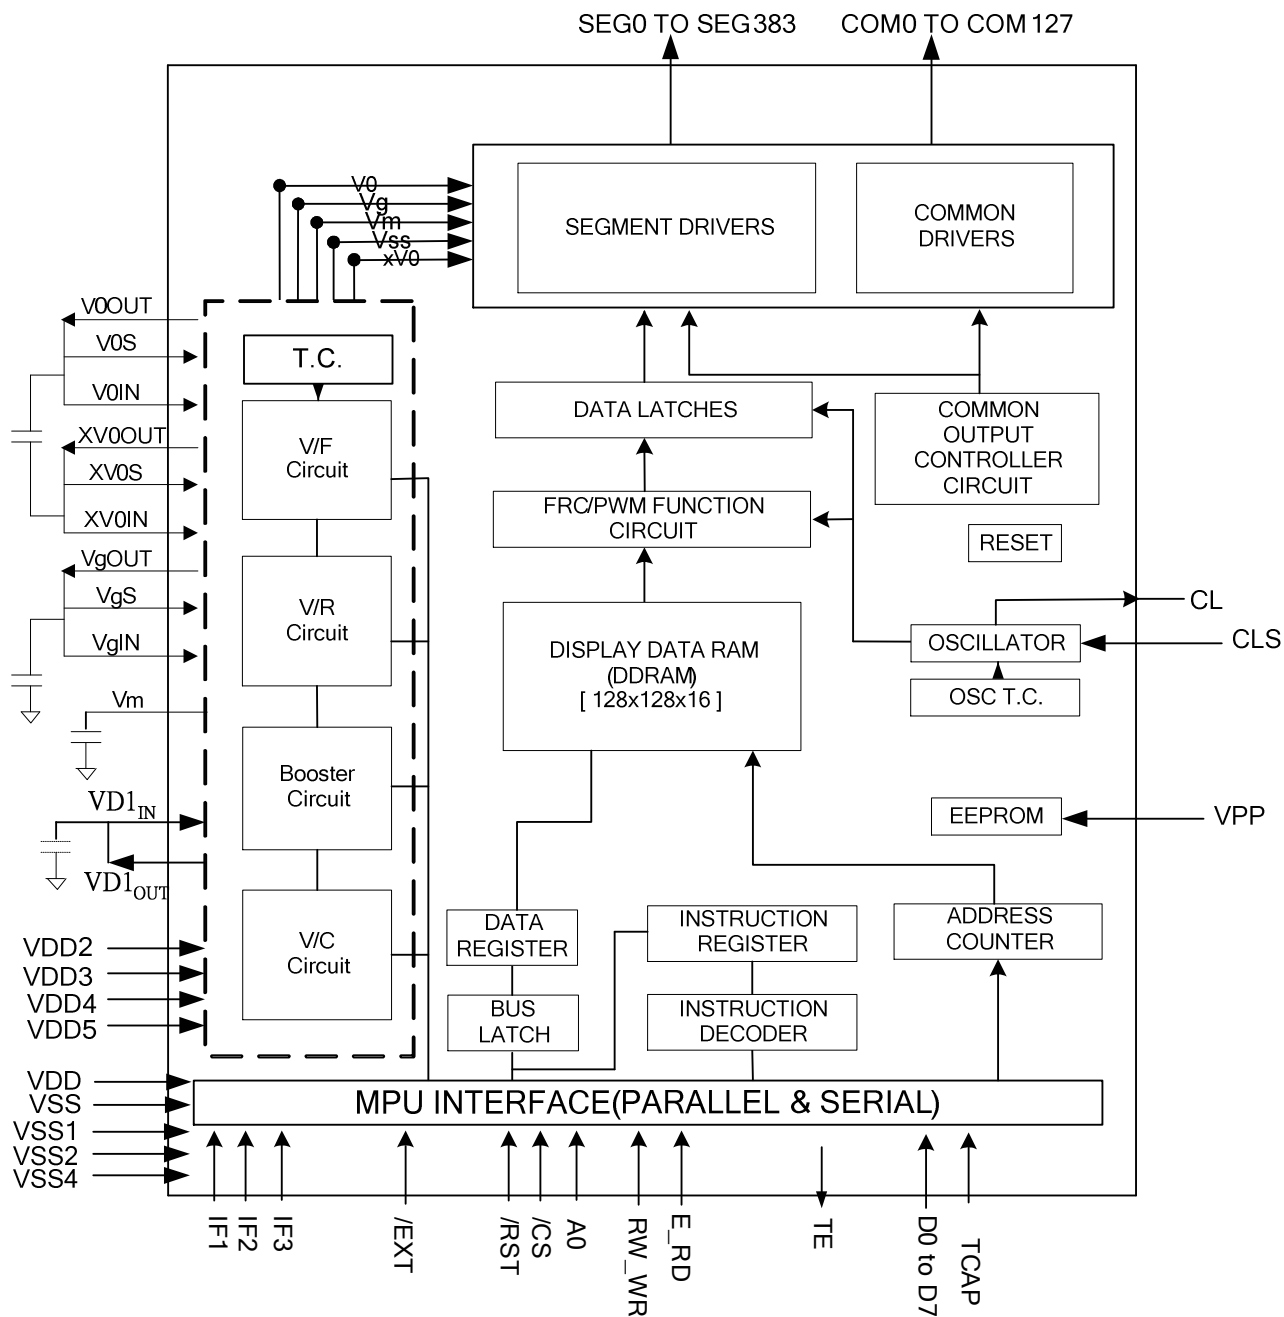 SEG0 TO SEG383
COM0 TO COM127
V0
Vg
Vm
Vss
xV0
SEGMENT DRIVERS
COMMON
DRIVERS
V0OUT
V0S
V0IN
XV0OUT
XV0S
XV0IN
VgOUT
VgS
VgIN
Vm
VD1IN
VD1OUT
VDD2
VDD3
VDD4
VDD5
VDD
VSS
VSS1
VSS2
VSS4
T.C.
V/F
Circuit
V/R
Circuit
Booster
Circuit
V/C
Circuit
DATA LATCHES
COMMON
OUTPUT
CONTROLLER
CIRCUIT
FRC/PWM FUNCTION
CIRCUIT
RESET
DISPLAY DATA RAM
(DDRAM)
[ 128x128x16 ]
OSCILLATOR
OSC T.C.
CL
CLS
EEPROM
VPP
DATA
REGISTER
INSTRUCTION
REGISTER
ADDRESS
COUNTER
BUS
LATCH
INSTRUCTION
DECODER
MPU INTERFACE(PARALLEL & SERIAL)
IF1
IF2
IF3
/EXT
/RST
/CS
A0
RW_WR
E_RD
TE
D0 to D7
TCAP